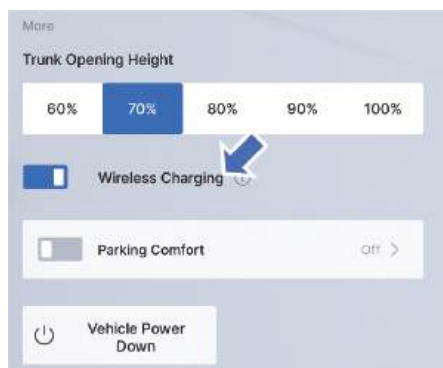 More
Trunk Opening Height
60% 70% 80% 90% 100%
Wireless Charging
Parking Comfort Off
Vehicle Power
Down